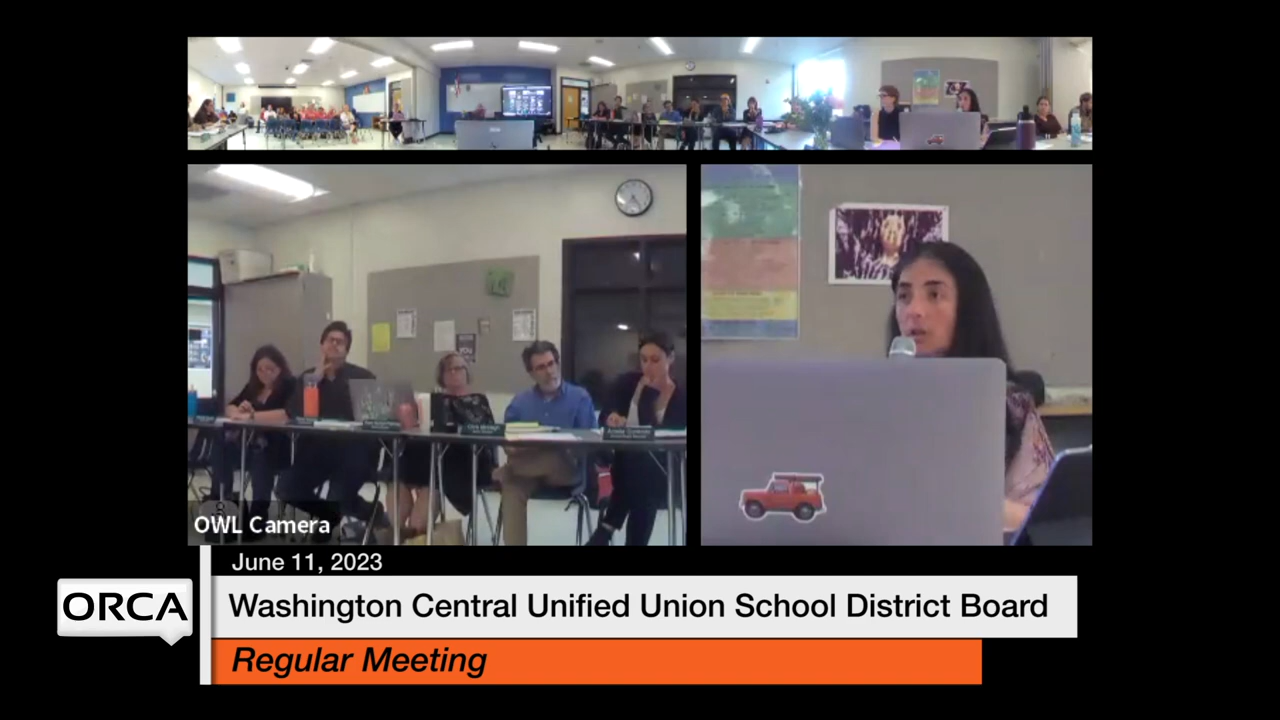 OWL Camera
June 11, 2023
ORCA
Washington Central Unified Union School District Board
Regular Meeting